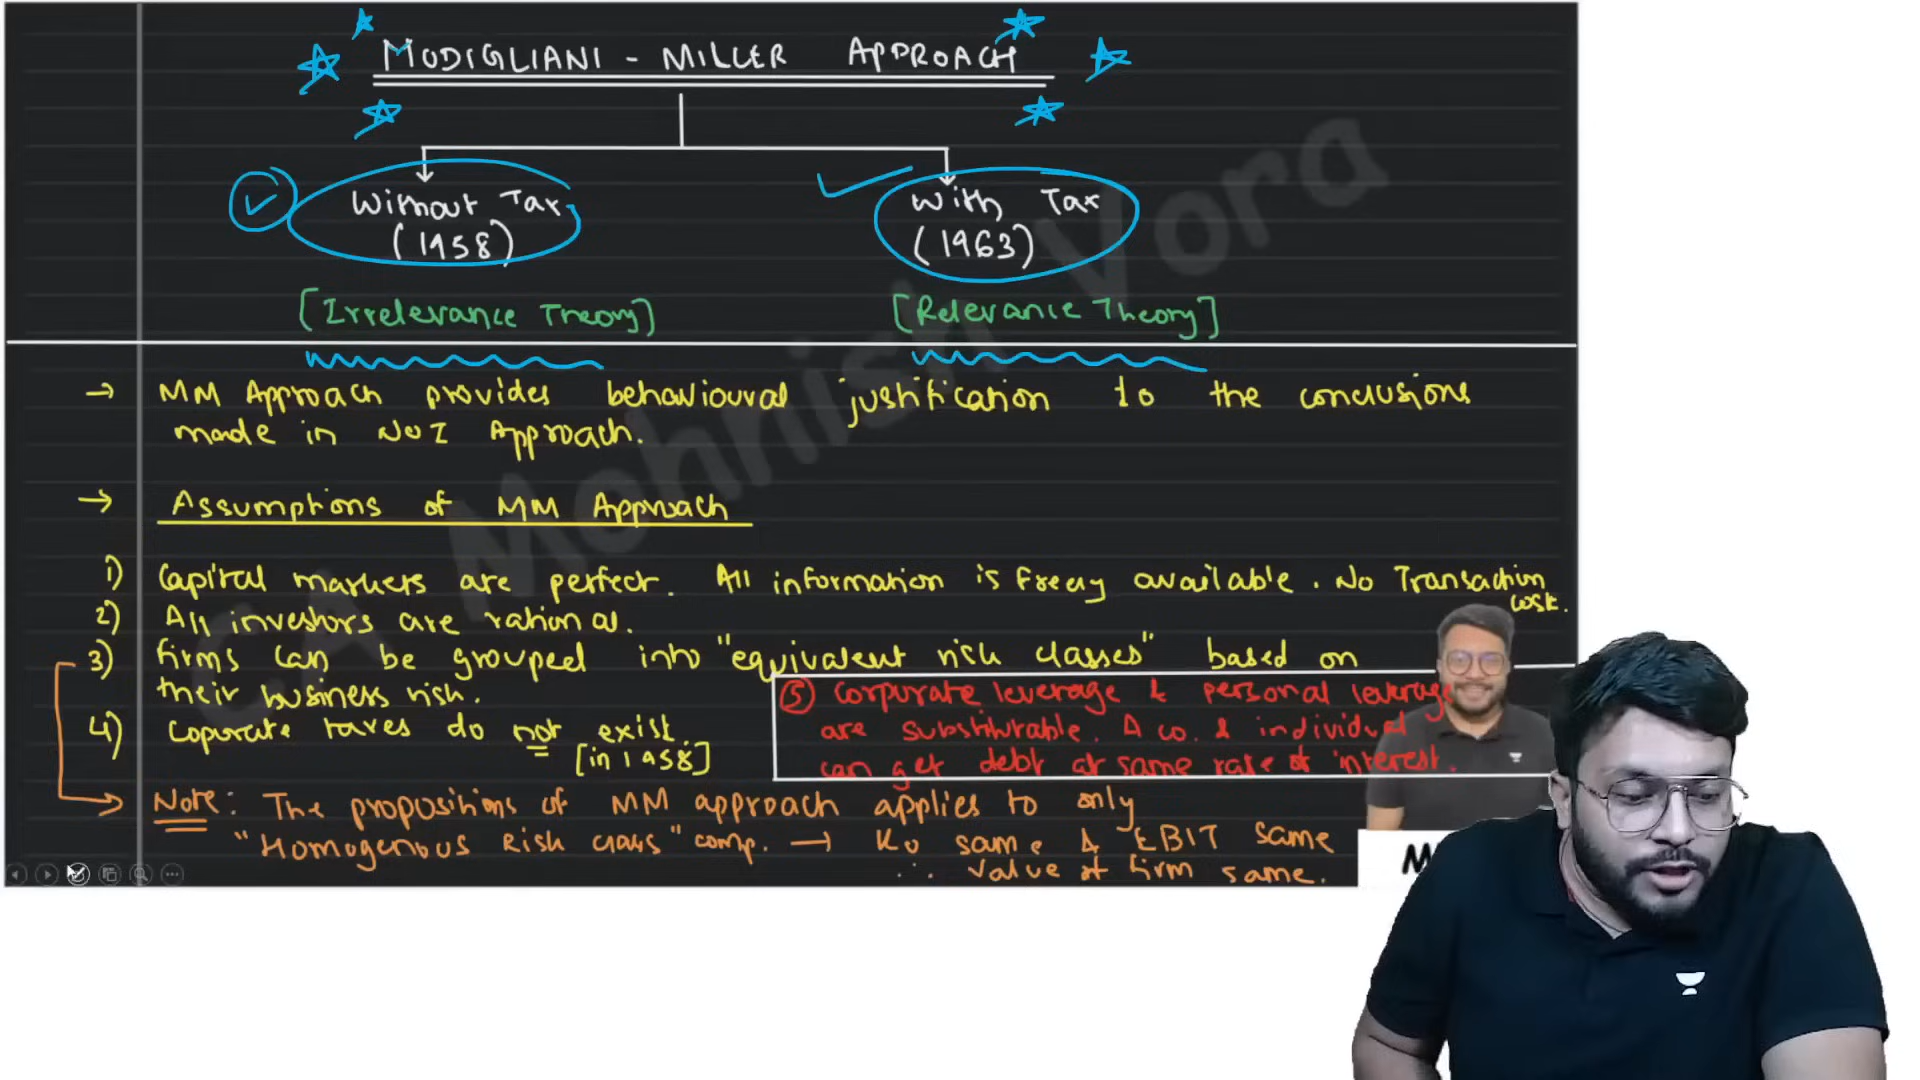 MODIGLIANI - MILLER APPROACH
Without Tax
(1958)
With Tax
(1963)
[Irrelevance Theory]
[Relevance Theory]
→ MM Approach provides behavioural justification to the conclusions
made in NOI Approach.
→ Assumptions of MM Approach
1) Capital markets are perfect. All information is freely available. No Transaction
cost.
2) All investors are rational.
3) Firms can be grouped into "equivalent risk classes" based on
their business risk.
4) Coporate taxes do not exist.
[in 1958]
⑤ Corporate leverage & personal leverage
are substitutable. A co. & individual
can get debt at same rate of interest.
Note: The propositions of MM approach applies to only
"Homogenous Risk class" comp. → Ko same & EBIT same
∴ Value of firm same.
CA Mohnish Vora